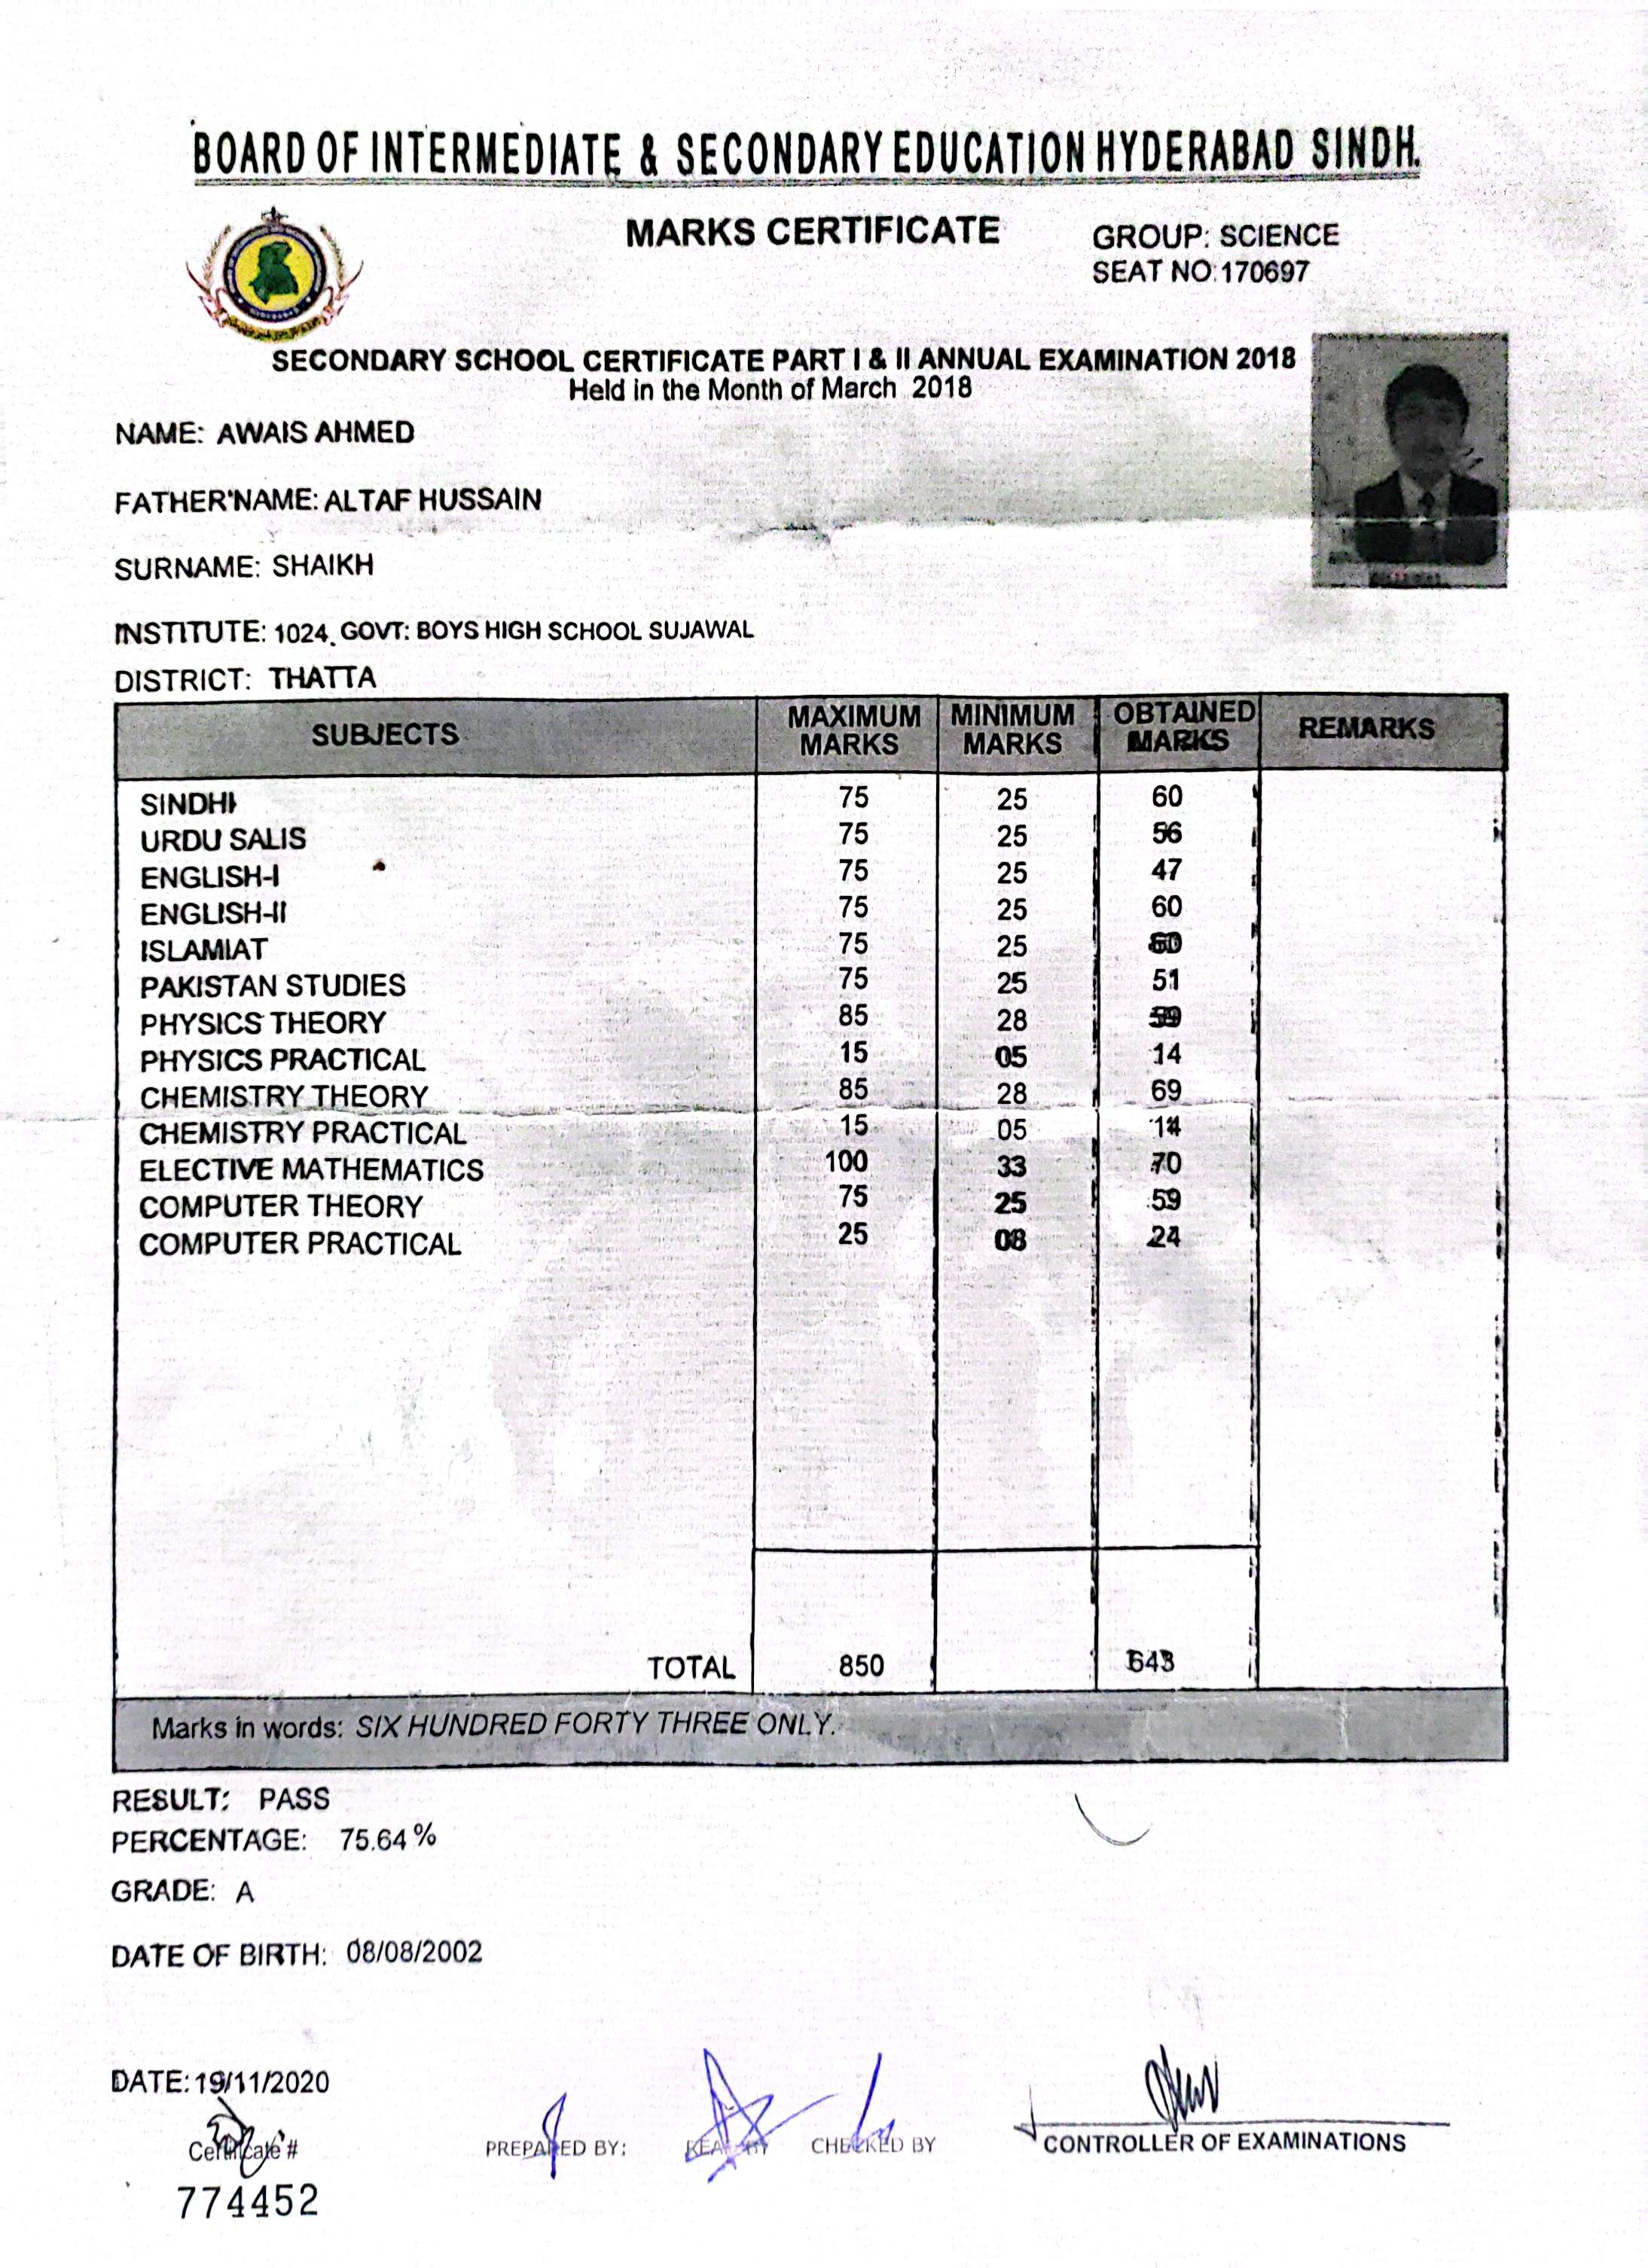 BOARD OF INTERMEDIATE & SECONDARY EDUCATION HYDERABAD SINDH.
MARKS CERTIFICATE
GROUP: SCIENCE
SEAT NO:170697
SECONDARY SCHOOL CERTIFICATE PART I & II ANNUAL EXAMINATION 2018
Held in the Month of March 2018
NAME: AWAIS AHMED
FATHER'NAME: ALTAF HUSSAIN
SURNAME: SHAIKH
INSTITUTE: 1024. GOVT: BOYS HIGH SCHOOL SUJAWAL
DISTRICT: THATTA
SUBJECTS MAXIMUM MARKS MINIMUM MARKS OBTAINED MARKS REMARKS
SINDHI 75 25 60
URDU SALIS 75 25 56
ENGLISH-I 75 25 47
ENGLISH-II 75 25 60
ISLAMIAT 75 25 60
PAKISTAN STUDIES 75 25 51
PHYSICS THEORY 85 28 59
PHYSICS PRACTICAL 15 05 14
CHEMISTRY THEORY 85 28 69
CHEMISTRY PRACTICAL 15 05 14
ELECTIVE MATHEMATICS 100 33 70
COMPUTER THEORY 75 25 59
COMPUTER PRACTICAL 25 08 24
TOTAL 850 643
Marks in words: SIX HUNDRED FORTY THREE ONLY.
RESULT: PASS
PERCENTAGE: 75.64 %
GRADE: A
DATE OF BIRTH: 08/08/2002
DATE: 19/11/2020
Certificate #
PREPARED BY: CHECKED BY
CONTROLLER OF EXAMINATIONS
774452